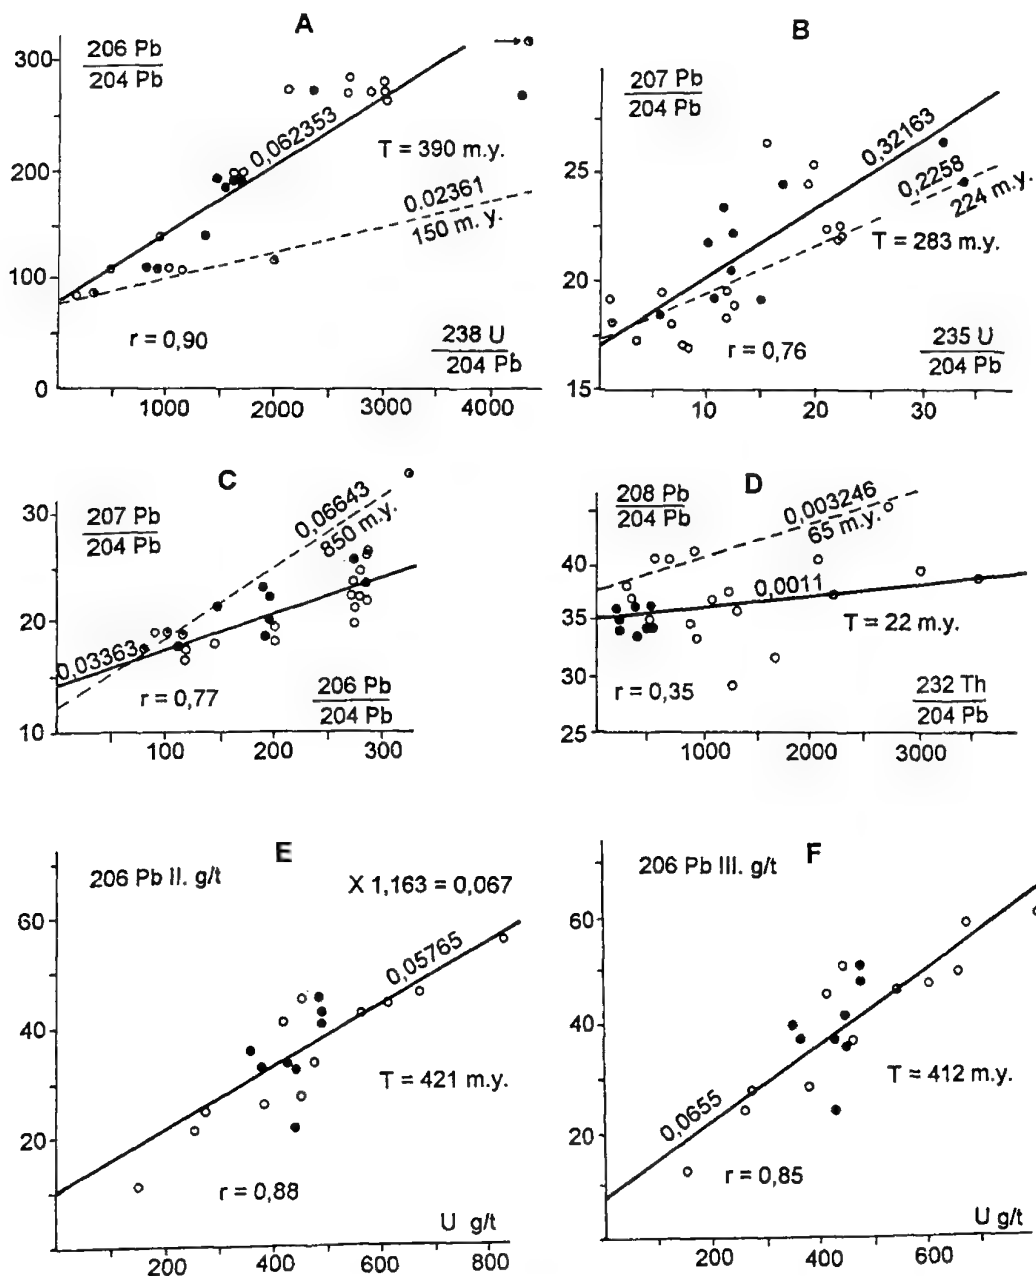 A
206 Pb
204 Pb
300
200
100
0
0,062353
T = 390 m.y.
0.02361
150 m. y.
r = 0,90
238 U
204 Pb
1000
2000
3000
4000
B
207 Pb
204 Pb
25
20
15
0,32163
0,2258
224 m.y.
T = 283 m.y.
r = 0,76
235 U
204 Pb
10
20
30
C
207 Pb
204 Pb
30
20
10
0,06643
850 m.y.
0,03363
r = 0,77
206 Pb
204 Pb
100
200
300
D
208 Pb
204 Pb
40
35
30
25
0,003246
65 m.y.
0,0011
T = 22 m.y.
r = 0,35
232 Th
204 Pb
1000
2000
3000
E
206 Pb II. g/t
X 1,163 = 0,067
60
40
20
0,05765
T = 421 m.y.
r = 0,88
U g/t
200
400
600
800
F
206 Pb III. g/t
60
40
20
0,0655
T = 412 m.y.
r = 0,85
U g/t
200
400
600